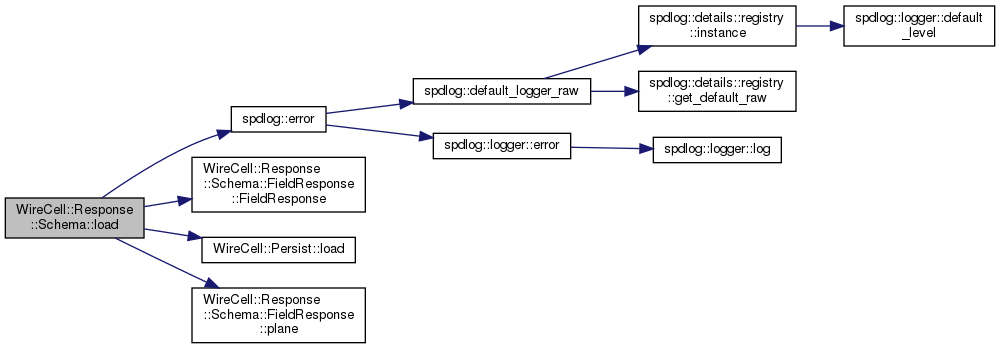 WireCell::Response
::Schema::load
spdlog::error
WireCell::Response
::Schema::FieldResponse
::FieldResponse
WireCell::Persist::load
WireCell::Response
::Schema::FieldResponse
::plane
spdlog::default_logger_raw
spdlog::logger::error
spdlog::details::registry
::instance
spdlog::details::registry
::get_default_raw
spdlog::logger::log
spdlog::logger::default
_level